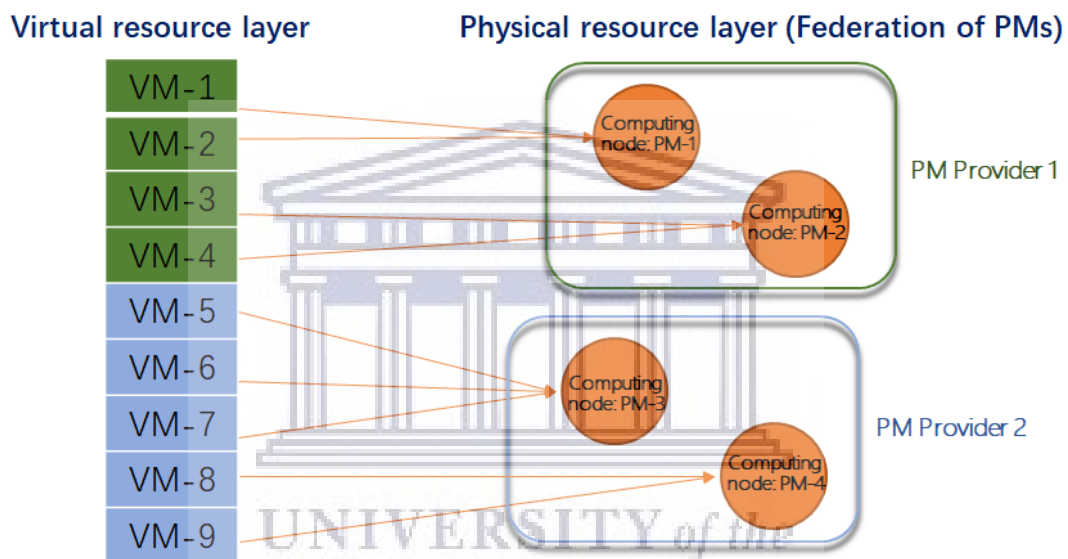 Virtual resource layer
Physical resource layer (Federation of PMs)
VM-1
VM-2
VM-3
VM-4
VM-5
VM-6
VM-7
VM-8
VM-9
Computing
node: PM-1
Computing
node: PM-2
PM Provider 1
Computing
node: PM-3
Computing
node: PM-4
PM Provider 2
UNIVERSITY of the